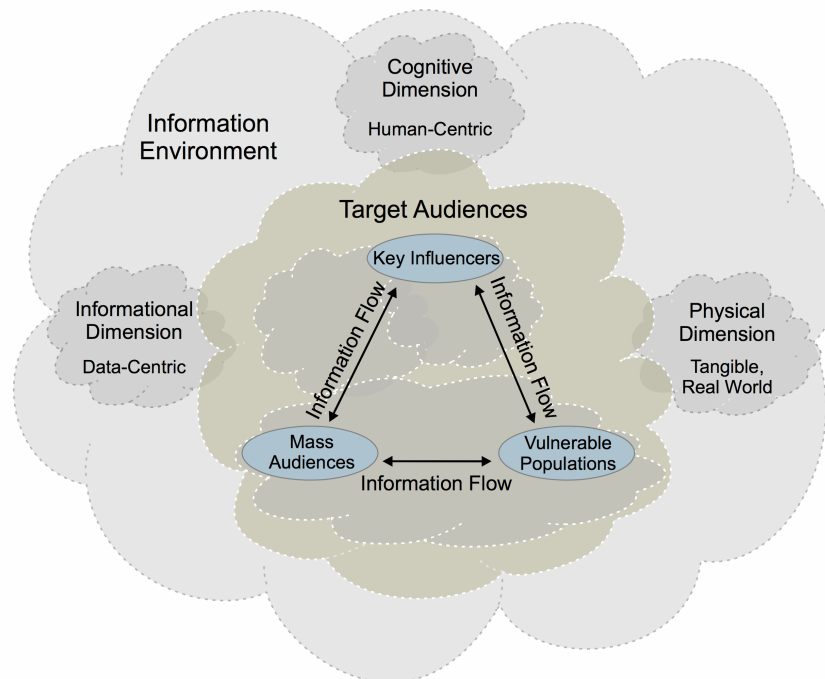 Cognitive
Dimension
Human-Centric
Information
Environment
Target Audiences
Key Influencers
Informational
Dimension
Data-Centric
Information Flow
Information Flow
Physical
Dimension
Tangible,
Real World
Mass
Audiences
Vulnerable
Populations
Information Flow